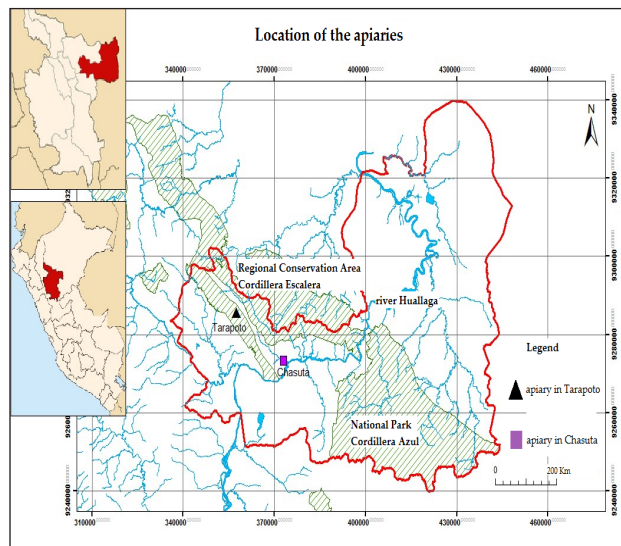 Location of the apiaries
340000
370000
400000
430000
460000
N
9340000
9320000
9300000
9280000
9260000
9240000
Regional Conservation Area
Cordillera Escalera
river Huallaga
Tarapoto
Chasuta
Legend
apiary in Tarapoto
apiary in Chasuta
National Park
Cordillera Azul
0 200 Km
9240000
310000
340000
370000
400000
430000
460000